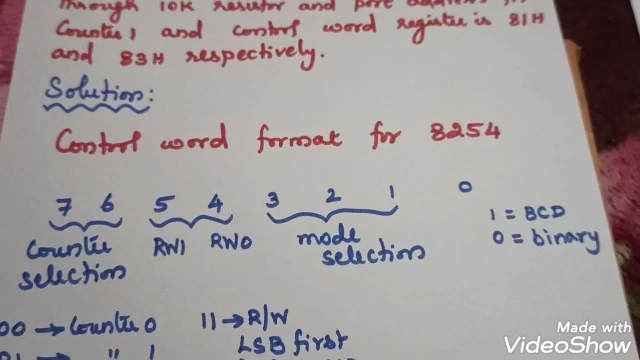 through 10K resistor and port address
Counter 1 and control word register is 81H
and 83H respectively.
Solution:
Control word format for 8254
7 6 5 4 3 2 1 0
Counter selection RW1 RW0 mode selection
1 = BCD
0 = binary
00 → Counter 0
11 → R/W
LSB first
01 → " 1
Made with
VideoShow